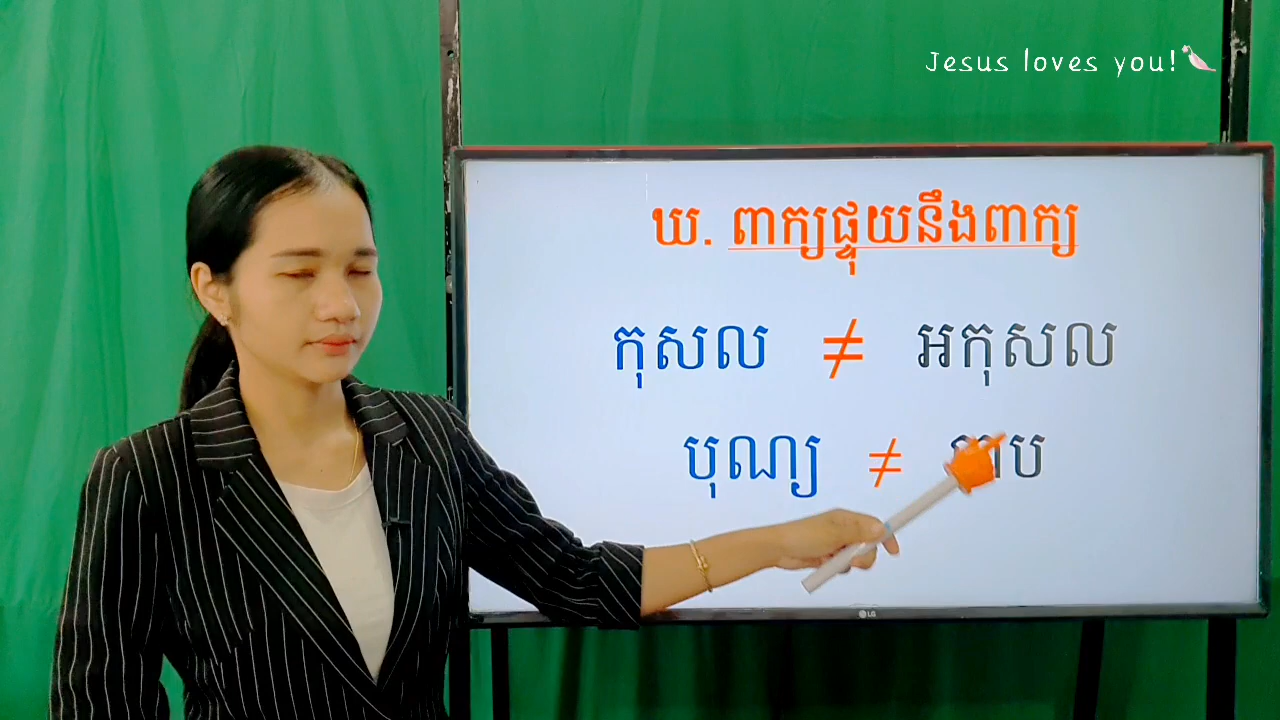 Jesus loves you!
ឃ. ពាក្យផ្ទុយនឹងពាក្យ
កុសល ≠ អកុសល
បុណ្យ ≠
LG